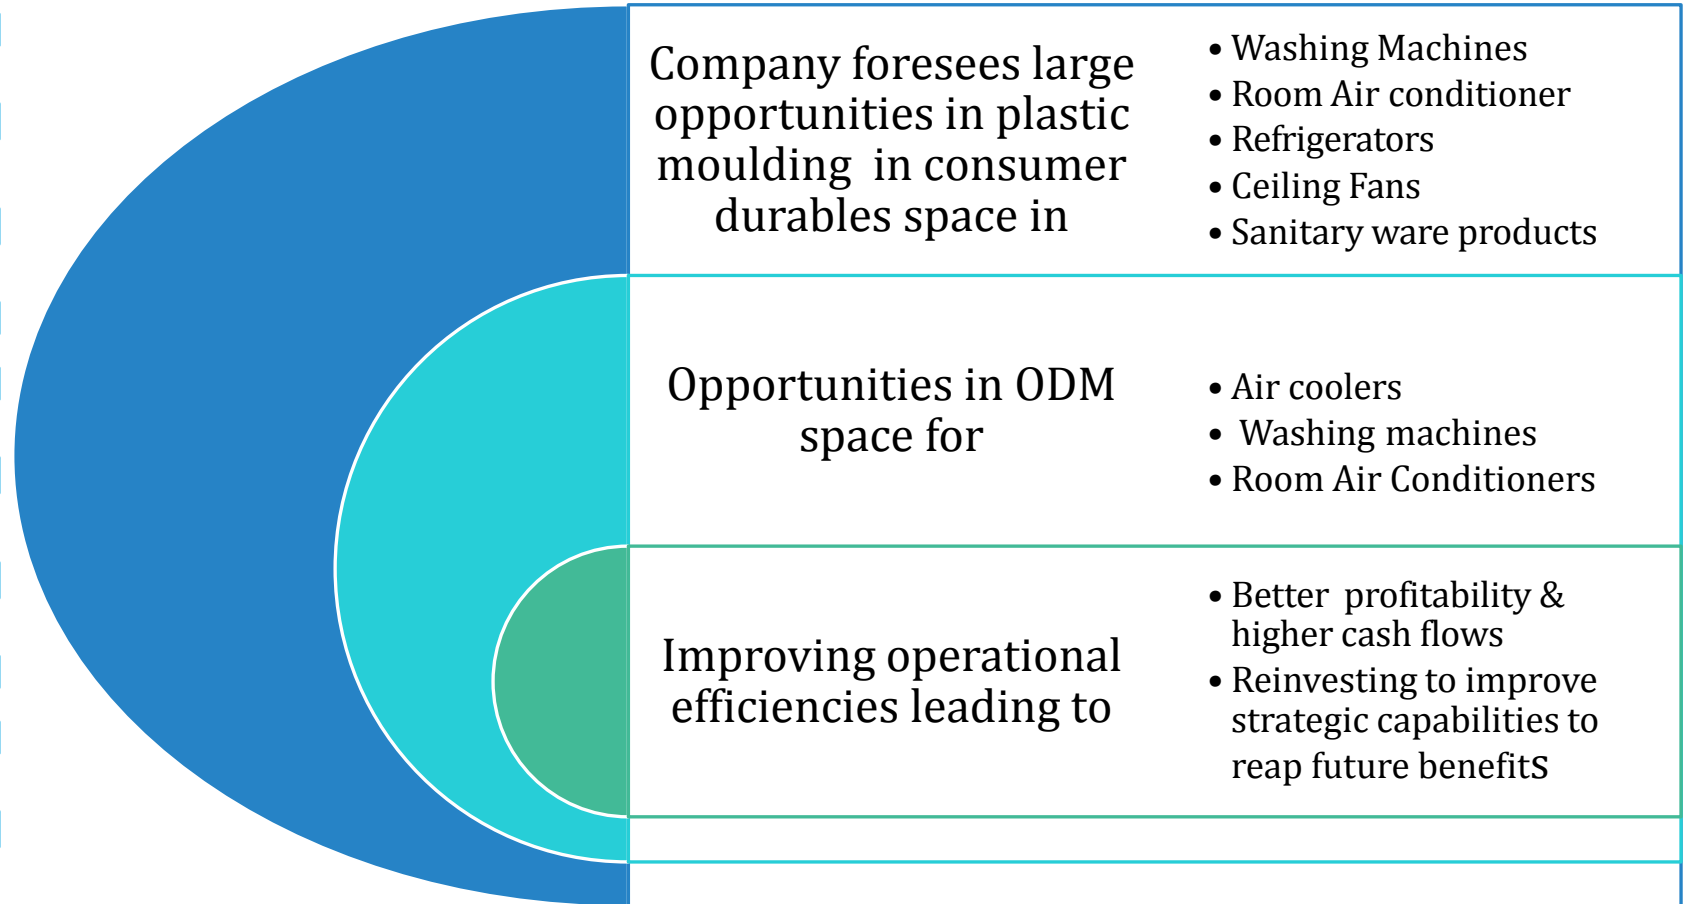 Company foresees large
opportunities in plastic
moulding  in consumer
durables space in
• Washing Machines
• Room Air conditioner
• Refrigerators
• Ceiling Fans
• Sanitary ware products
Opportunities in ODM
space for
• Air coolers
•  Washing machines
• Room Air Conditioners
Improving operational
efficiencies leading to
• Better  profitability &
higher cash flows
• Reinvesting to improve
strategic capabilities to
reap future benefits